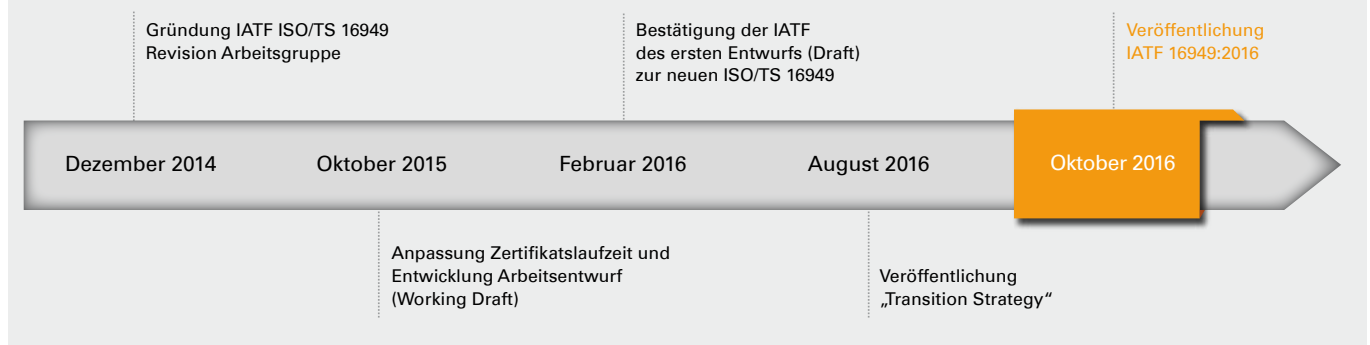 Gründung IATF ISO/TS 16949
Revision Arbeitsgruppe
Bestätigung der IATF
des ersten Entwurfs (Draft)
zur neuen ISO/TS 16949
Veröffentlichung
IATF 16949:2016
Dezember 2014
Oktober 2015
Februar 2016
August 2016
Oktober 2016
Anpassung Zertifikatslaufzeit und
Entwicklung Arbeitsentwurf
(Working Draft)
Veröffentlichung
„Transition Strategy“